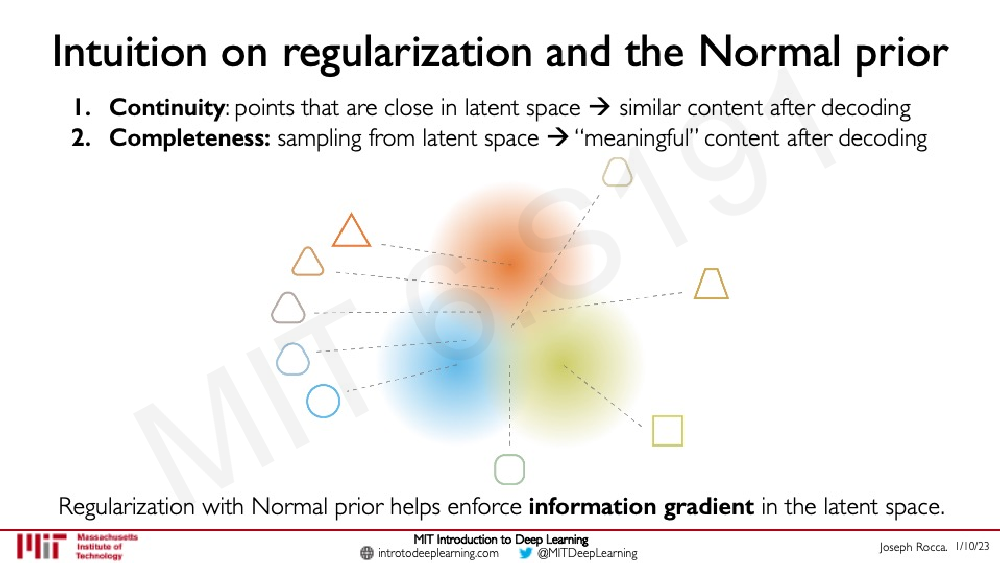 Intuition on regularization and the Normal prior
1. Continuity: points that are close in latent space → similar content after decoding
2. Completeness: sampling from latent space → “meaningful” content after decoding
MIT 6.S191
Regularization with Normal prior helps enforce information gradient in the latent space.
Massachusetts
Institute of
Technology
MIT Introduction to Deep Learning
introtodeeplearning.com @MITDeepLearning
Joseph Rocca. 1/10/23